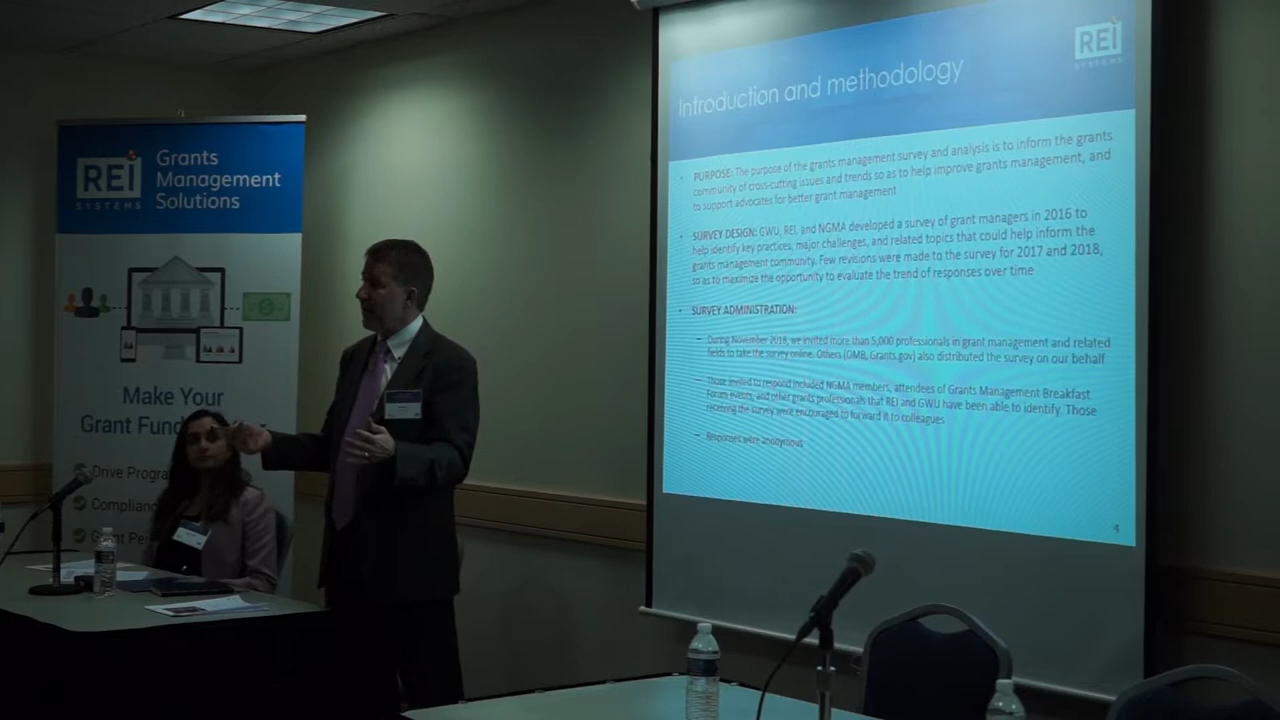 REI
SYSTEMS
Grants
Management
Solutions
Make Your
Grant Fund
Drive Progra
Complianc
Grant Pe
Introduction and methodology
REI
SYSTEMS
PURPOSE: The purpose of the grants management survey and analysis is to inform the grants
community of cross-cutting issues and trends so as to help improve grants management, and
to support advocates for better grant management
SURVEY DESIGN: GWU, REI, and NGMA developed a survey of grant managers in 2016 to
help identify key practices, major challenges, and related topics that could help inform the
grants management community. Few revisions were made to the survey for 2017 and 2018,
so as to maximize the opportunity to evaluate the trend of responses over time
SURVEY ADMINISTRATION:
– During November 2018, we invited more than 5,000 professionals in grant management and related
fields to take the survey online. Others (OMB, Grants.gov) also distributed the survey on our behalf
– Those invited to respond included NGMA members, attendees of Grants Management Breakfast
Forum events, and other grants professionals that REI and GWU have been able to identify. Those
receiving the survey were encouraged to forward it to colleagues
– Responses were anonymous
4